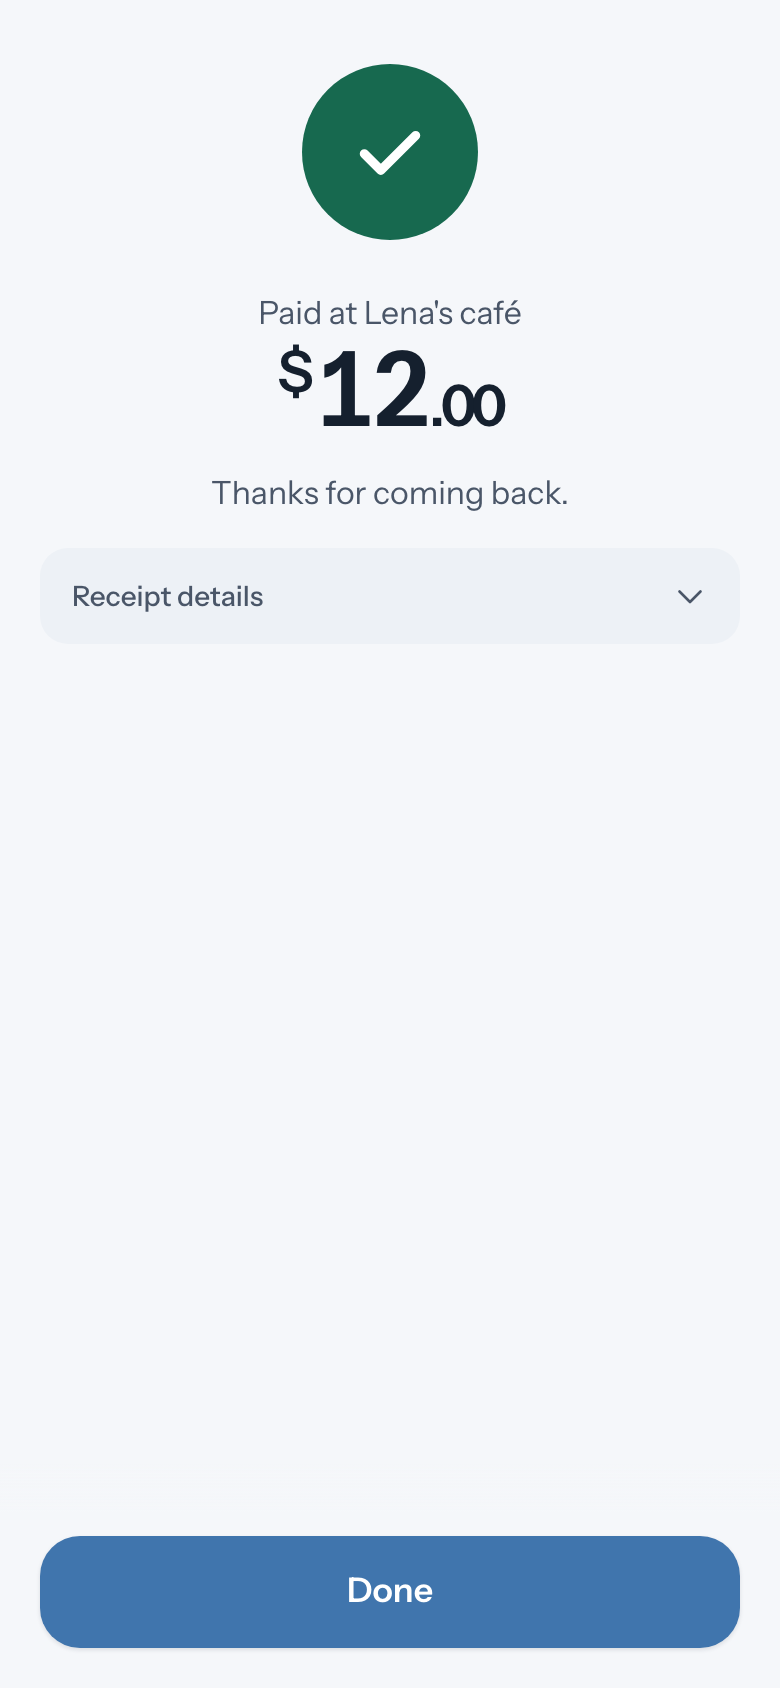 Paid at Lena's café
$12.00
Thanks for coming back.
Receipt details
Done